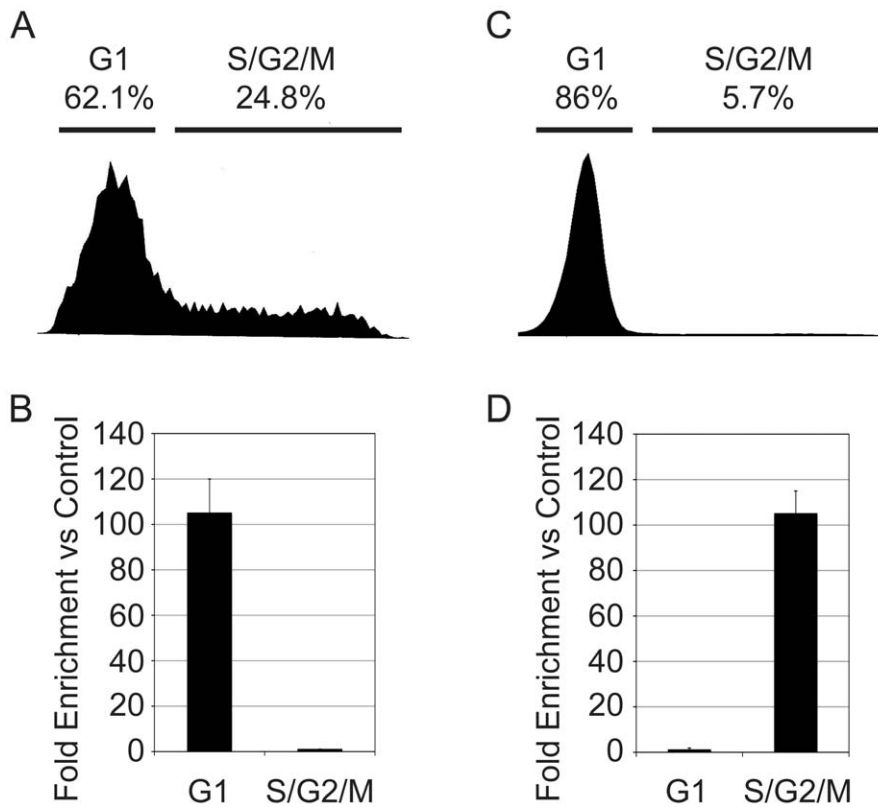 A
G1 S/G2/M
62.1% 24.8%
C
G1 S/G2/M
86% 5.7%
B
Fold Enrichment vs Control
140
120
100
80
60
40
20
0
G1 S/G2/M
D
Fold Enrichment vs Control
140
120
100
80
60
40
20
0
G1 S/G2/M